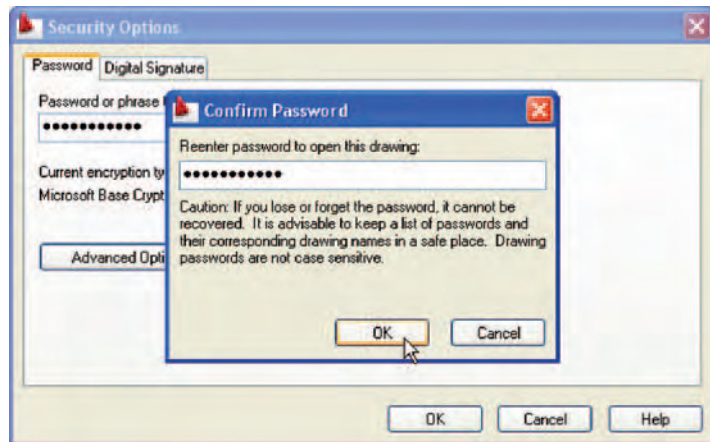 Security Options
Password Digital Signature
Password or phrase
●●●●●●●●●●●
Current encryption ty
Microsoft Base Crypt
Advanced Opti
Confirm Password
Reenter password to open this drawing:
●●●●●●●●●●●
Caution: If you lose or forget the password, it cannot be
recovered. It is advisable to keep a list of passwords and
their corresponding drawing names in a safe place. Drawing
passwords are not case sensitive.
OK Cancel
OK Cancel Help